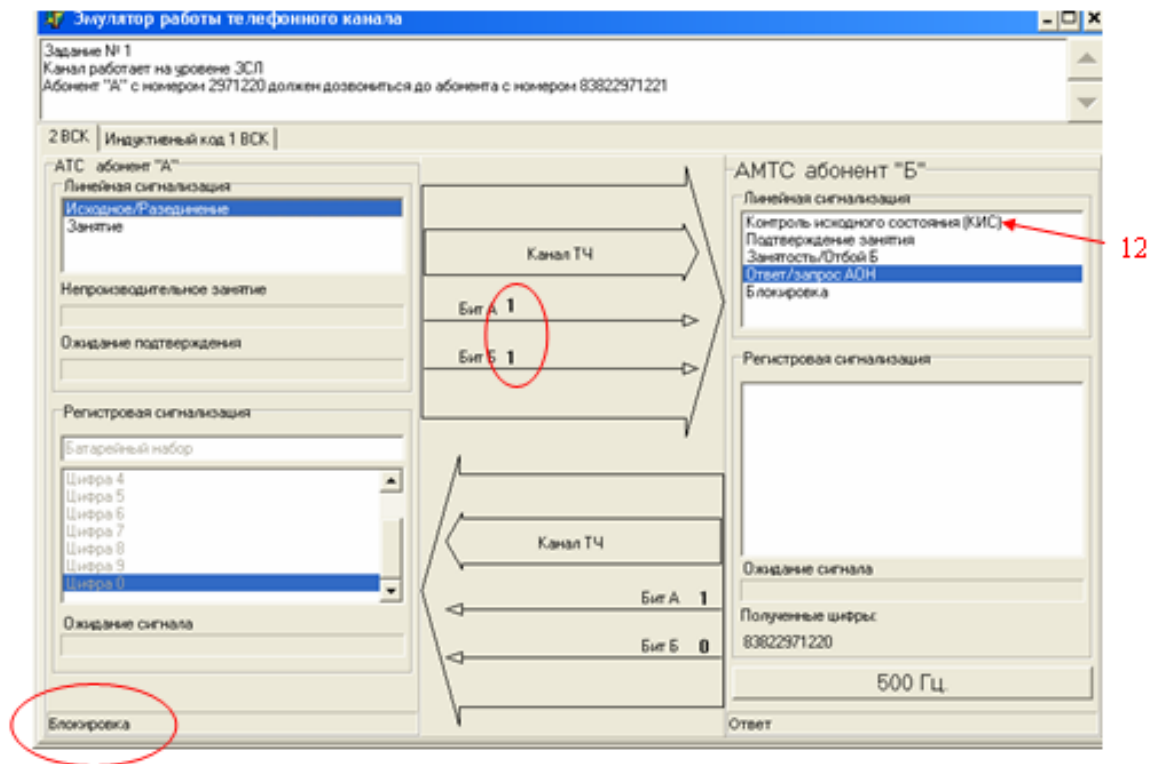 Эмулятор работы телефонного канала
Задание № 1
Канал работает на уровене ЗСЛ
Абонент "А" с номером 2971220 должен дозвониться до абонента с номером 83822971221
2 ВСК
Индуктивный код 1 ВСК
АТС абонент "А"
Линейная сигнализация
Исходное/Разединение
Занятие
Непроизводительное занятие
Ожидание подтверждения
Регистровая сигнализация
Батарейный набор
Цифра 4
Цифра 5
Цифра 6
Цифра 7
Цифра 8
Цифра 9
Цифра 0
Ожидание сигнала
Блокировка
Канал ТЧ
Бит А 1
Бит Б 1
Канал ТЧ
Бит А 1
Бит Б 0
АМТС абонент "Б"
Линейная сигнализация
Контроль исходного состояния (КИС)
Подтверждение занятия
Занятость/Отбой Б
Ответ/запрос АОН
Блокировка
12
Регистровая сигнализация
Ожидание сигнала
Полученные цифры:
83822971220
500 Гц.
Ответ